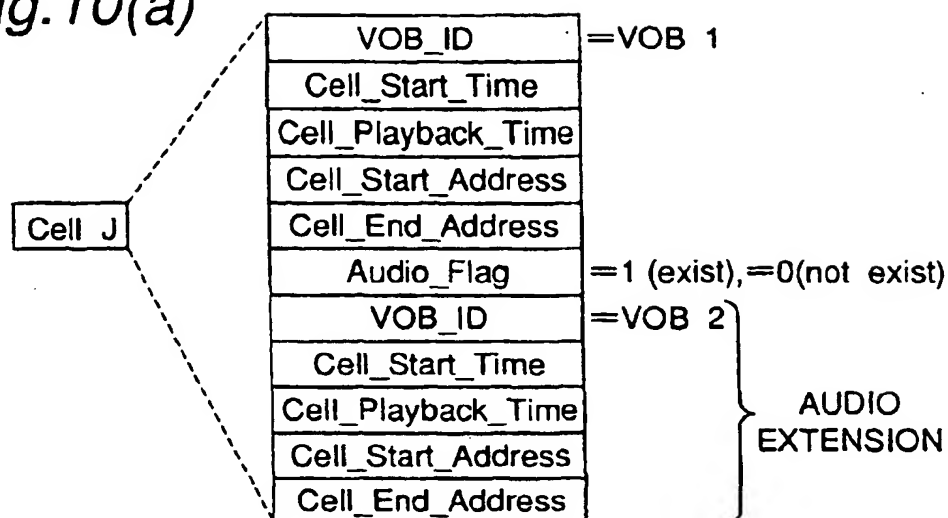 ig.10(a)
VOB_ID =VOB 1
Cell_Start_Time
Cell_Playback_Time
Cell_Start_Address
Cell J
Cell_End_Address
Audio_Flag =1 (exist),=0(not exist)
VOB_ID =VOB 2
Cell_Start_Time
Cell_Playback_Time
AUDIO
EXTENSION
Cell_Start_Address
Cell_End_Address